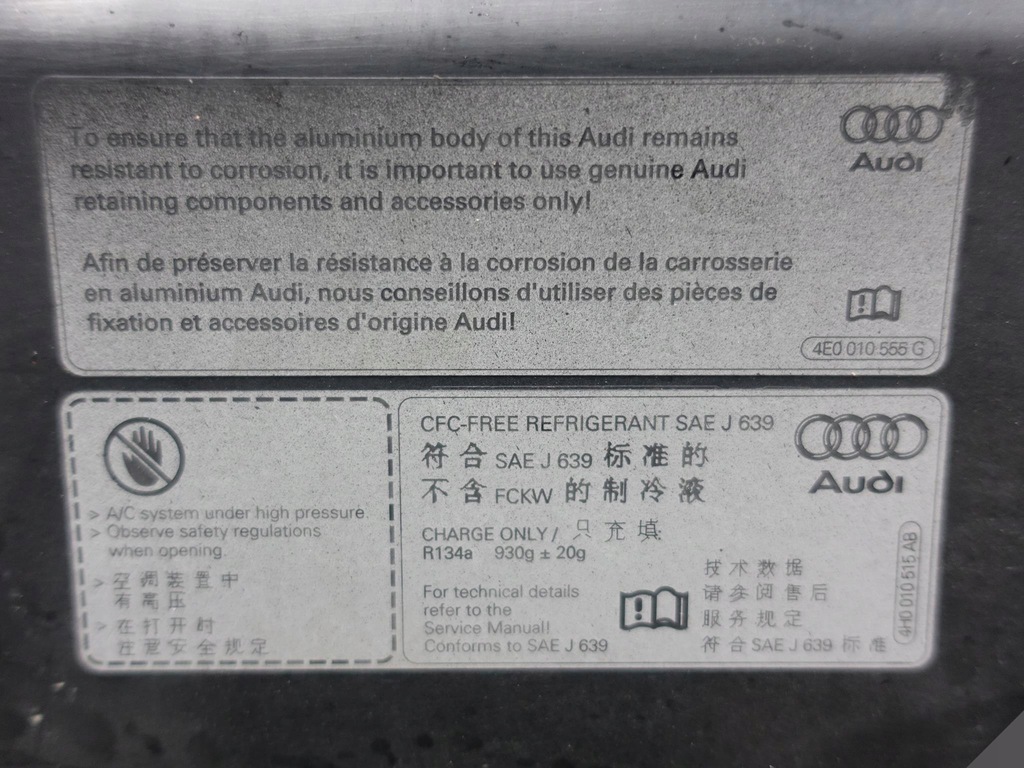 To ensure that the aluminium body of this Audi remains
resistant to corrosion, it is important to use genuine Audi
retaining components and accessories only!
Audi
Afin de préserver la résistance à la corrosion de la carrosserie
en aluminium Audi, nous conseillons d'utiliser des pièces de
fixation et accessoires d'origine Audi!
4E0 010 555 G
> A/C system under high pressure.
> Observe safety regulations
when opening.
> 空调装置中
有高压
> 在打开时
注意安全规定
CFC-FREE REFRIGERANT SAE J 639
符合 SAE J 639 标准的
不含 FCKW 的制冷液
Audi
CHARGE ONLY / 只充填
R134a 930g ± 20g
For technical details
refer to the
Service Manual!
Conforms to SAE J 639
技术数据
请参阅售后
服务规定
符合 SAE J 639 标准
4H0 010 515 AB